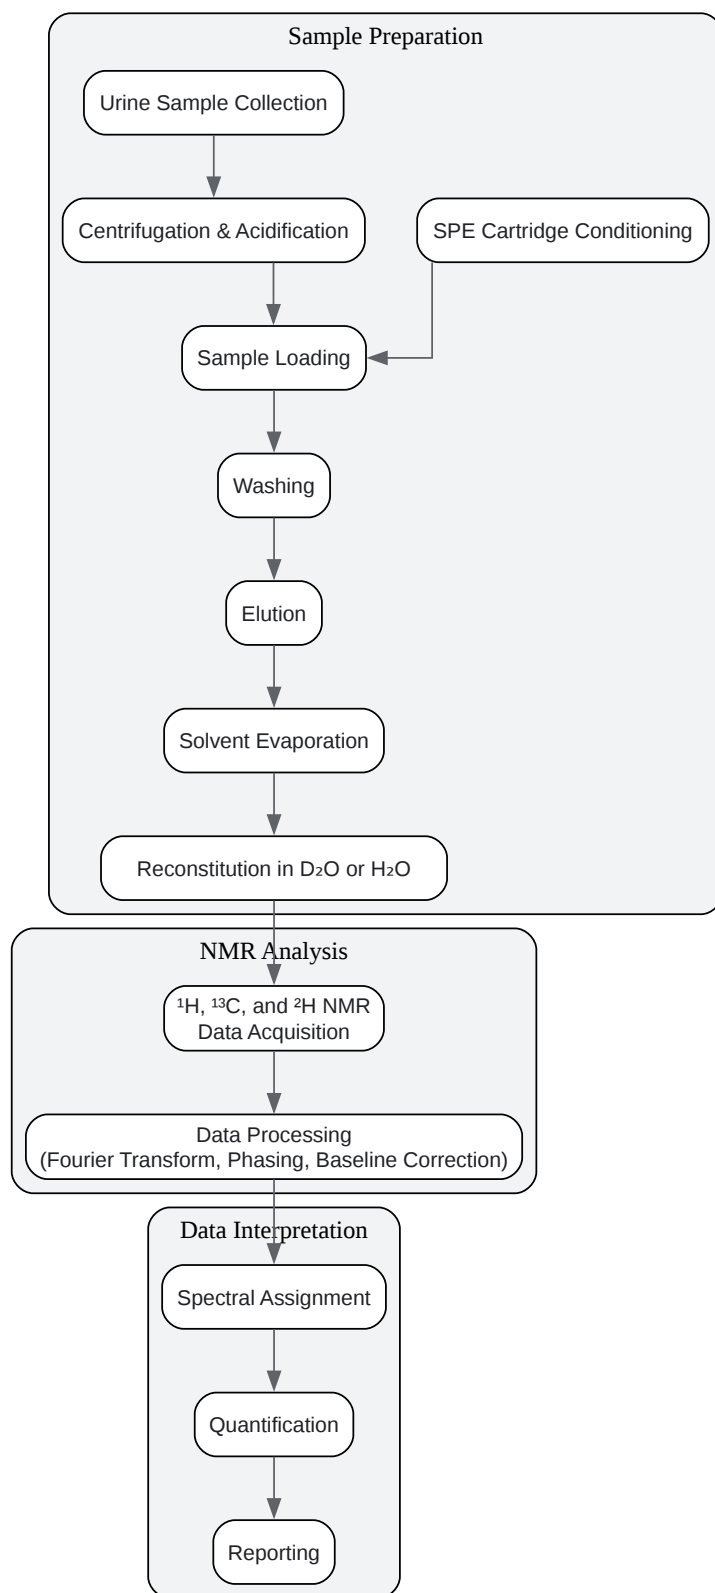 Sample Preparation
Urine Sample Collection
Centrifugation & Acidification
SPE Cartridge Conditioning
Sample Loading
Washing
Elution
Solvent Evaporation
Reconstitution in D₂O or H₂O
NMR Analysis
¹H, ¹³C, and ²H NMR
Data Acquisition
Data Processing
(Fourier Transform, Phasing, Baseline Correction)
Data Interpretation
Spectral Assignment
Quantification
Reporting